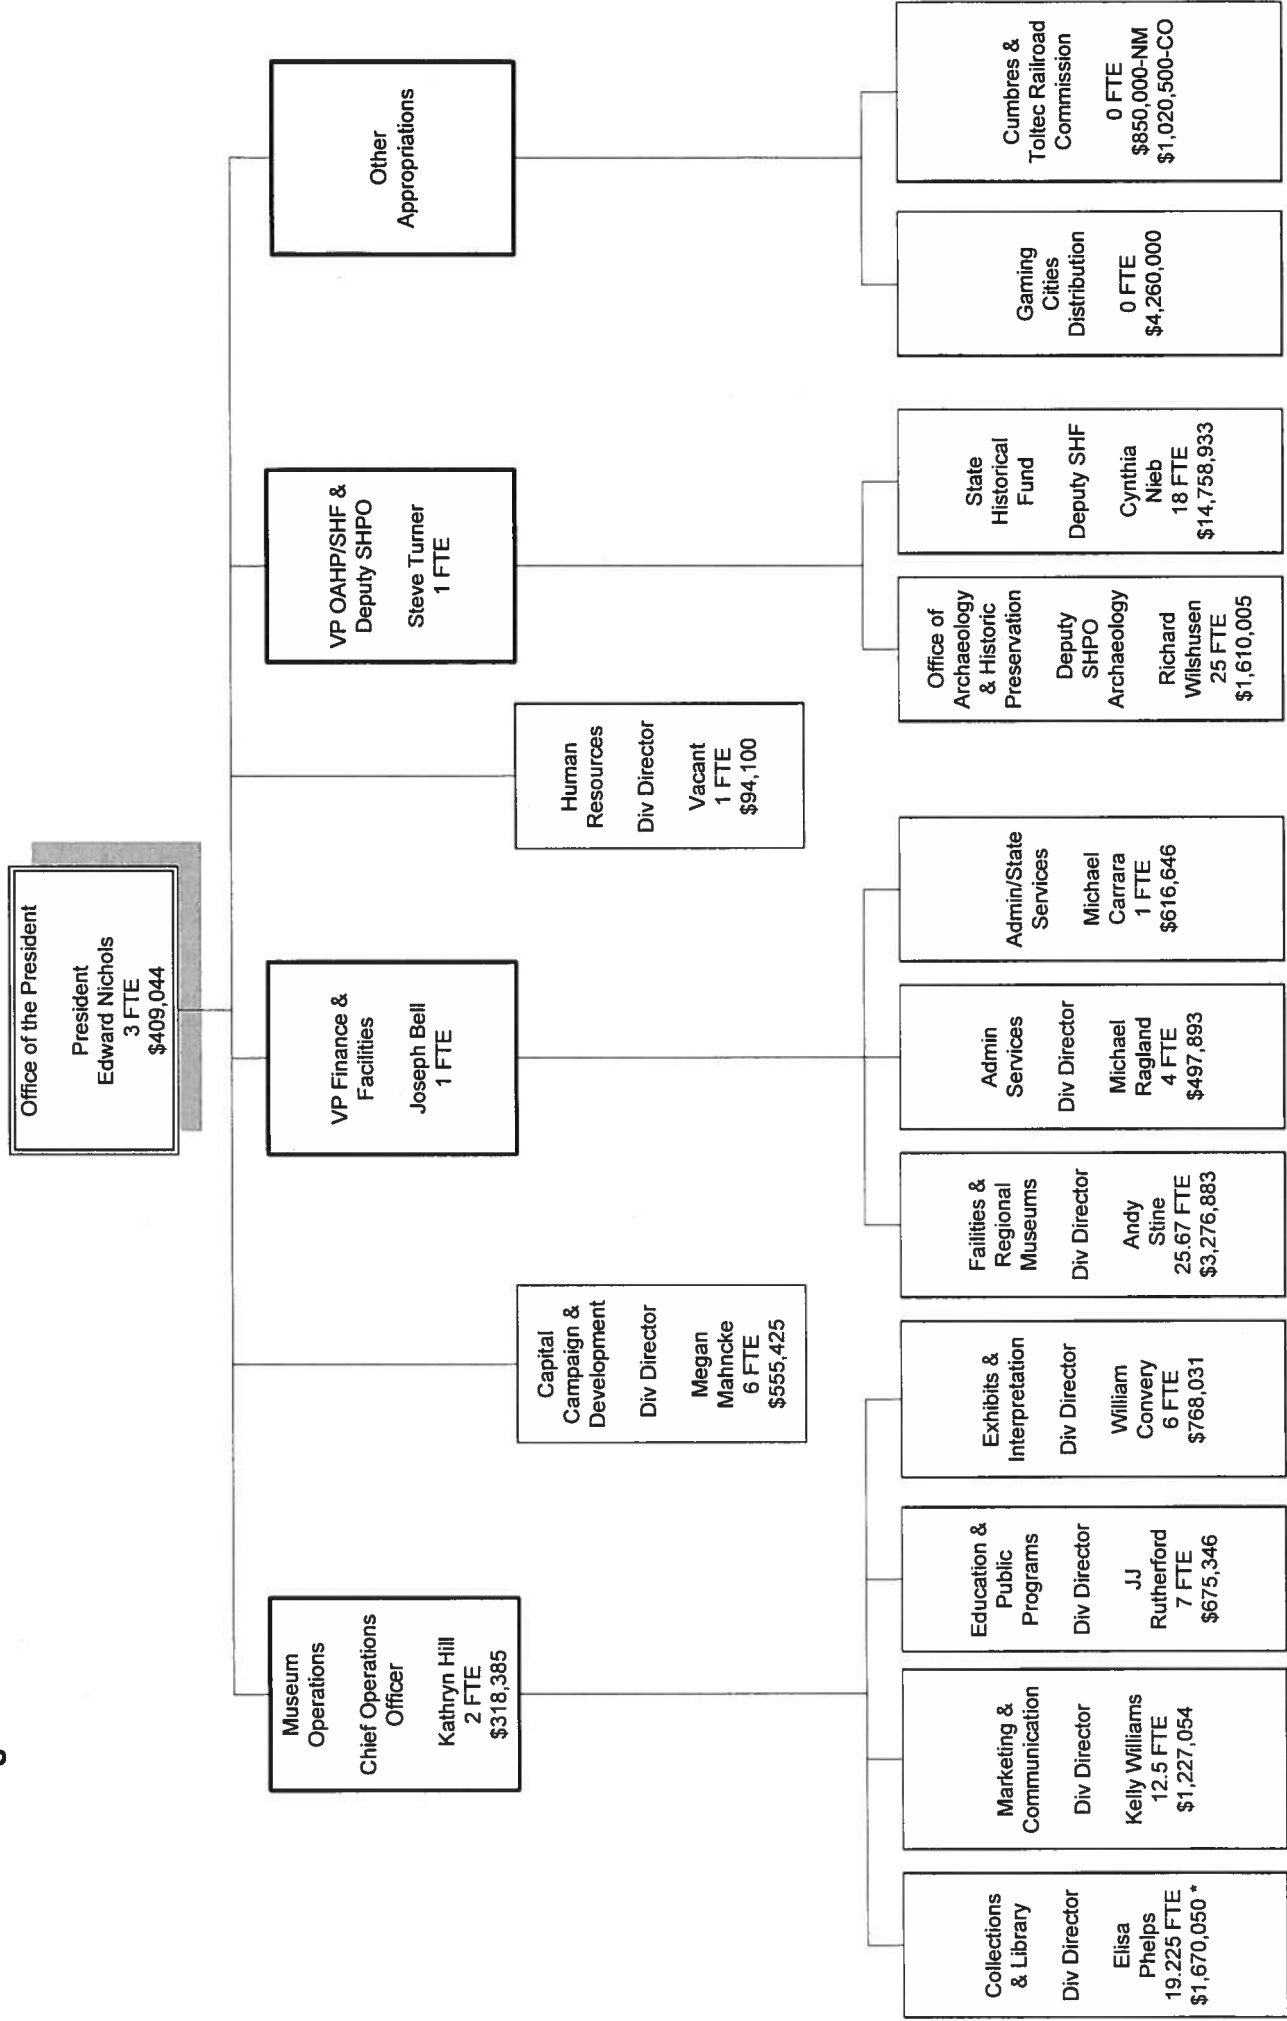 Office of the President
President
Edward Nichols
3 FTE
$409,044
Museum
Operations
Chief Operations
Officer
Kathryn Hill
2 FTE
$318,385
Capital
Campaign &
Development
Div Director
Megan
Mahncke
6 FTE
$555,425
VP Finance &
Facilities
Joseph Bell
1 FTE
Human
Resources
Div Director
Vacant
1 FTE
$94,100
VP OAHP/SHF &
Deputy SHPO
Steve Turner
1 FTE
Other
Appropriations
Collections
& Library
Div Director
Elisa
Phelps
19.225 FTE
$1,670,050 *
Marketing &
Communication
Div Director
Kelly Williams
12.5 FTE
$1,227,054
Education &
Public
Programs
Div Director
JJ
Rutherford
7 FTE
$675,346
Exhibits &
Interpretation
Div Director
William
Convery
6 FTE
$768,031
Failities &
Regional
Museums
Div Director
Andy
Stine
25.67 FTE
$3,276,883
Admin
Services
Div Director
Michael
Ragland
4 FTE
$497,893
Admin/State
Services
Michael
Carrara
1 FTE
$616,646
Office of
Archaeology
& Historic
Preservation
Deputy
SHPO
Archaeology
Richard
Wilshusen
25 FTE
$1,610,005
State
Historical
Fund
Deputy SHF
Cynthia
Nieb
18 FTE
$14,758,933
Gaming
Cities
Distribution
0 FTE
$4,260,000
Cumbres &
Toltec Railroad
Commission
0 FTE
$850,000-NM
$1,020,500-CO